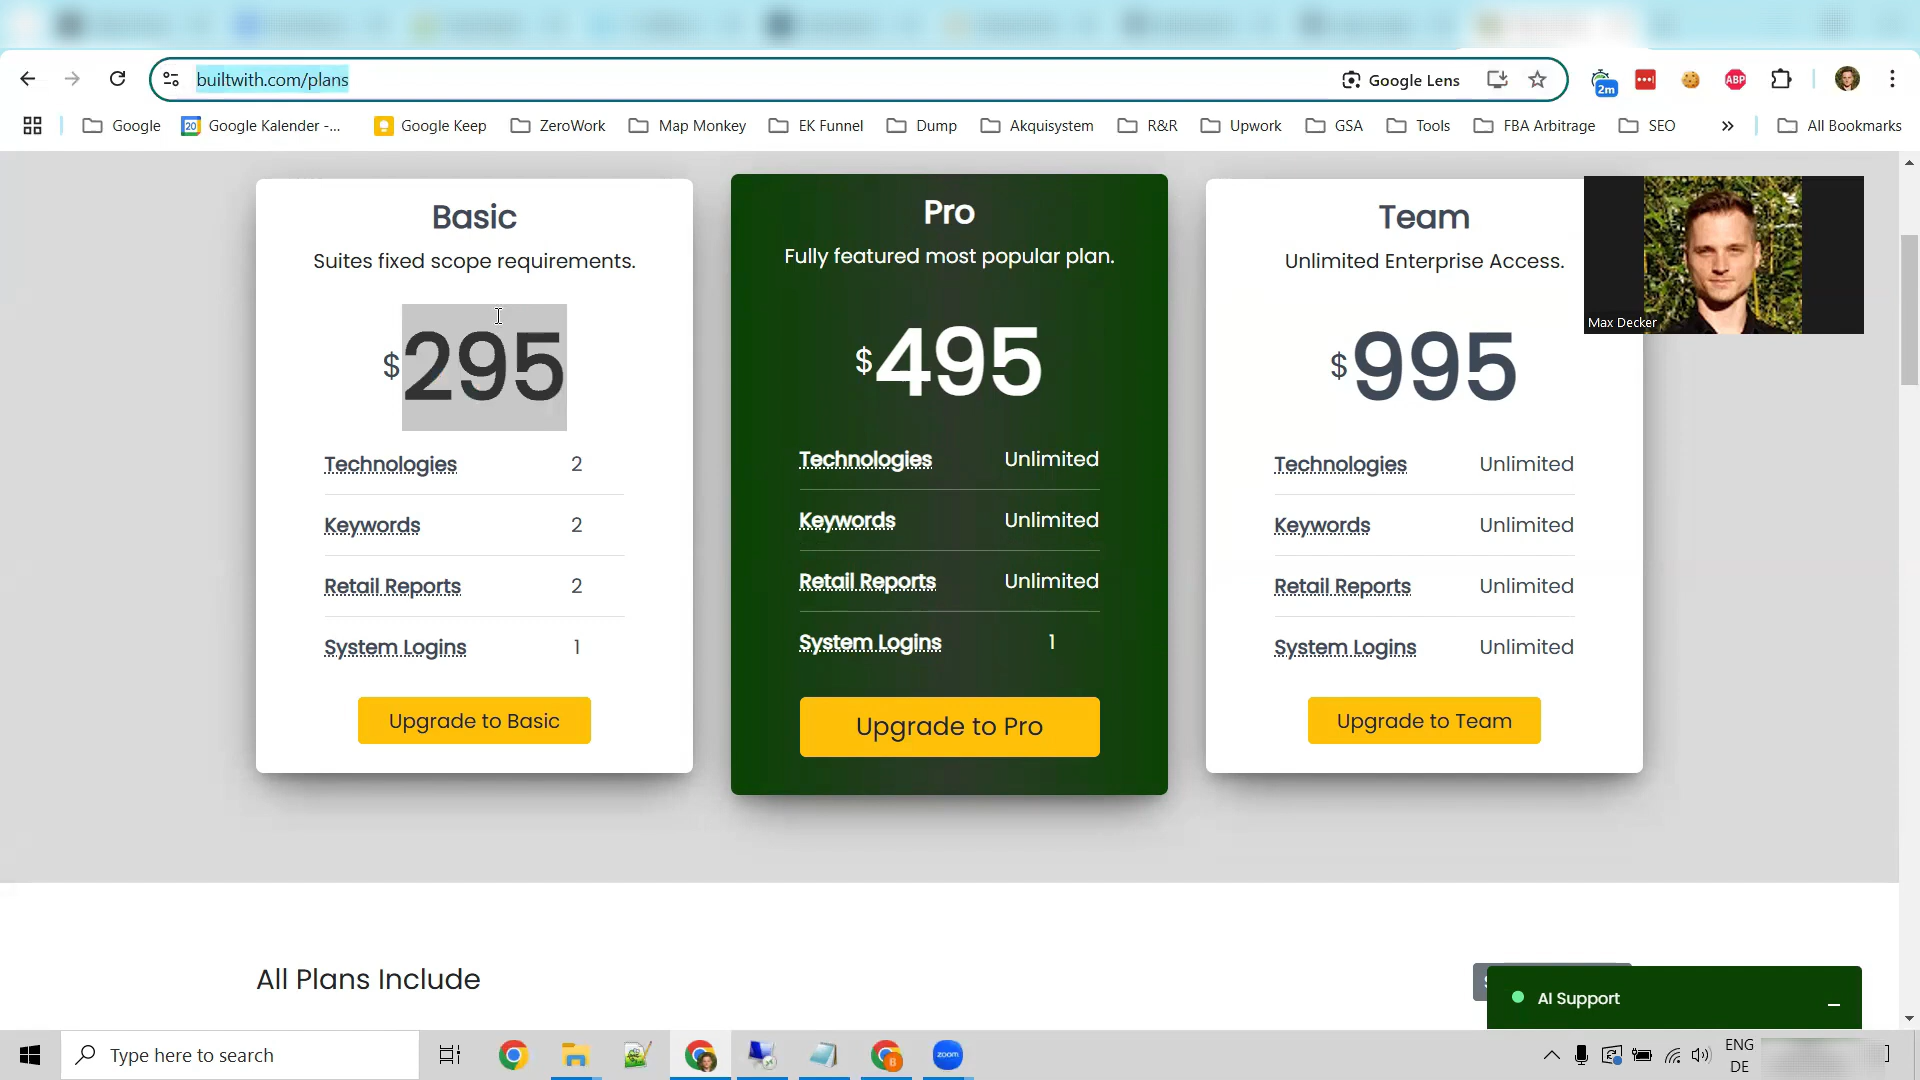 builtwith.com/plans
Google Lens
2m
ABP
Google
20
Google Kalender -...
Google Keep
ZeroWork
Map Monkey
EK Funnel
Dump
Akquisystem
R&R
Upwork
GSA
Tools
FBA Arbitrage
SEO
All Bookmarks
Basic
Suites fixed scope requirements.
$295
Technologies 2
Keywords 2
Retail Reports 2
System Logins 1
Upgrade to Basic
Pro
Fully featured most popular plan.
$495
Technologies Unlimited
Keywords Unlimited
Retail Reports Unlimited
System Logins 1
Upgrade to Pro
Team
Unlimited Enterprise Access.
$995
Technologies Unlimited
Keywords Unlimited
Retail Reports Unlimited
System Logins Unlimited
Upgrade to Team
Max Decker
All Plans Include
AI Support
Type here to search
zoom
ENG
DE